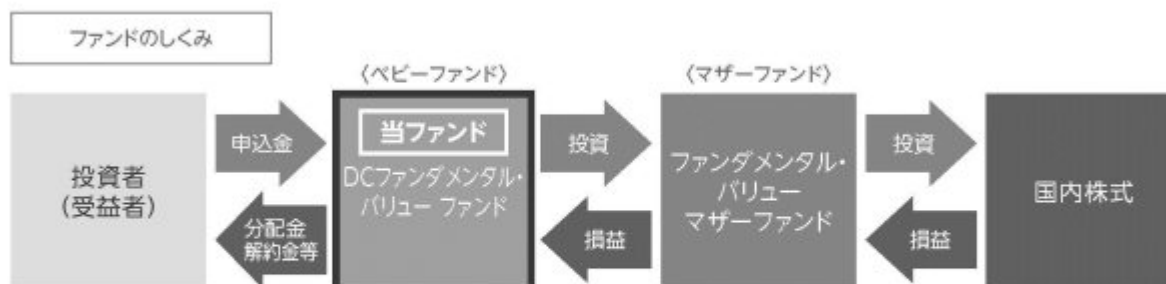 ファンドのしくみ
〈ベビーファンド〉
〈マザーファンド〉
投資者
(受益者)
申込金
分配金
解約金等
当ファンド
DCファンダメンタル・
バリュー ファンド
投資
損益
ファンダメンタル・
バリュー
マザーファンド
投資
損益
国内株式